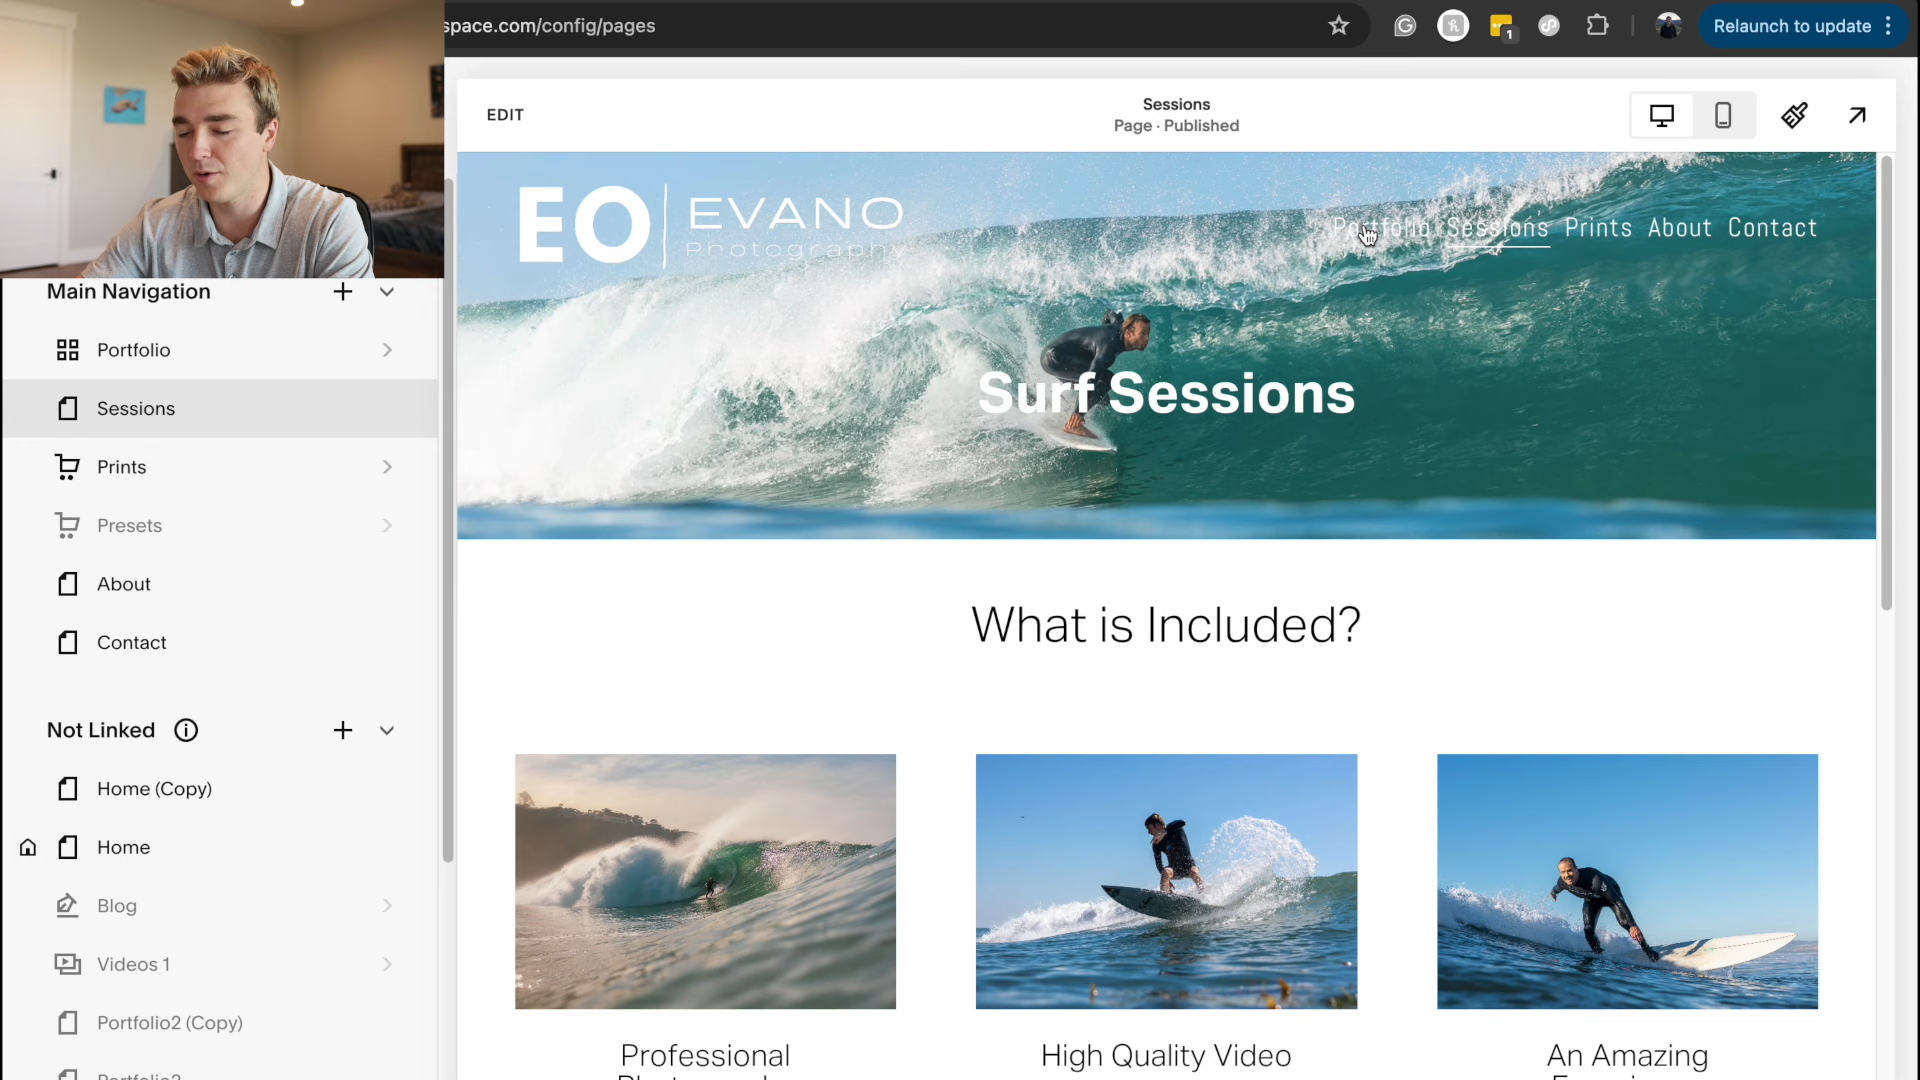 space.com/config/pages
1
Relaunch to update
EDIT
Sessions
Page · Published
EO EVANO
Photography
Portfolio Sessions Prints About Contact
Surf Sessions
What is Included?
Professional
High Quality Video
An Amazing
Main Navigation
Portfolio
Sessions
Prints
Presets
About
Contact
Not Linked
Home (Copy)
Home
Blog
Videos 1
Portfolio2 (Copy)
Portfolio2